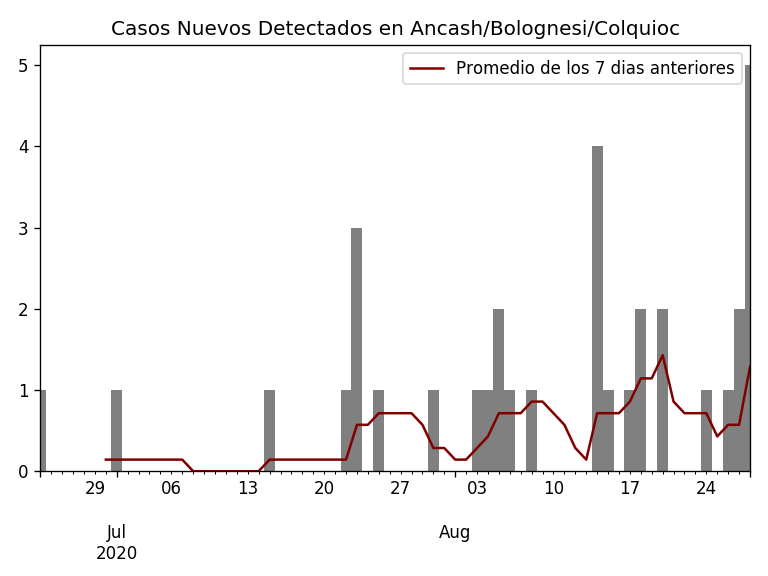 Casos Nuevos Detectados en Ancash/Bolognesi/Colquioc
Promedio de los 7 dias anteriores
5
4
3
2
1
0
29 06 13 20 27 03 10 17 24
Jul Aug
2020